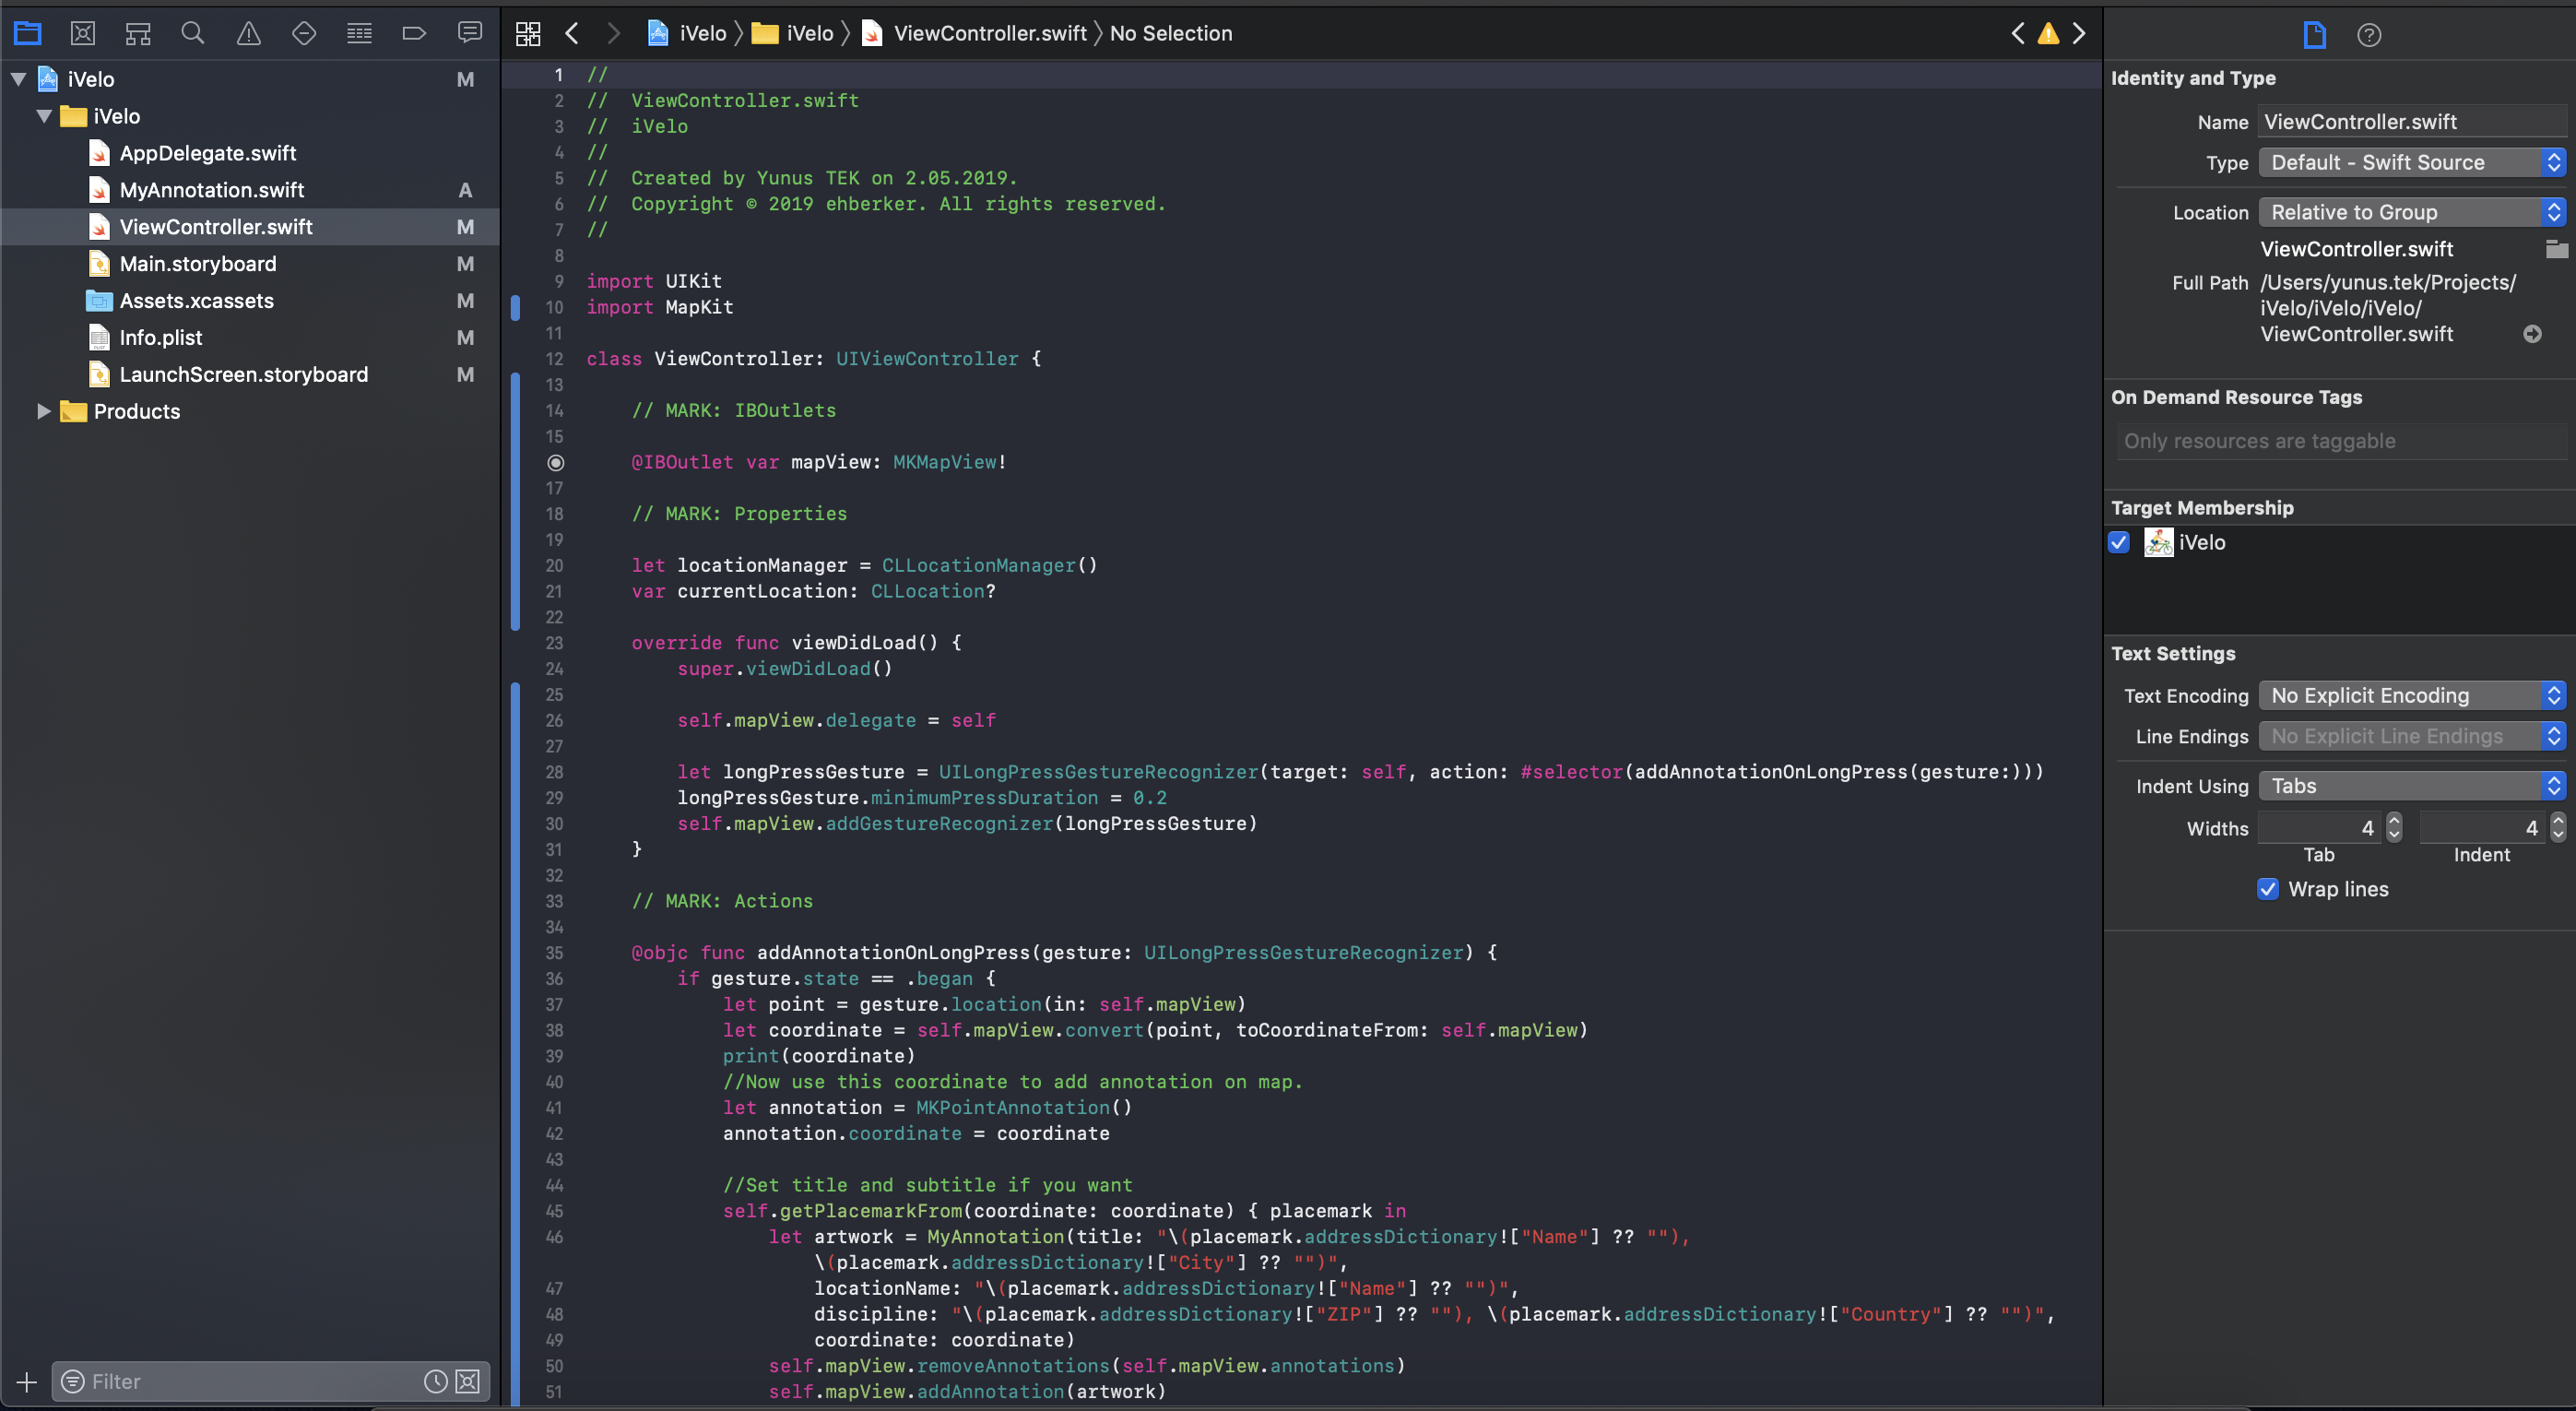 iVelo M
iVelo
AppDelegate.swift
MyAnnotation.swift A
ViewController.swift M
Main.storyboard M
Assets.xcassets M
Info.plist M
LaunchScreen.storyboard M
Products
Filter
iVelo iVelo ViewController.swift No Selection
1 //
2 //  ViewController.swift
3 //  iVelo
4 //
5 //  Created by Yunus TEK on 2.05.2019.
6 //  Copyright © 2019 ehberker. All rights reserved.
7 //
8
9 import UIKit
10 import MapKit
11
12 class ViewController: UIViewController {
13
14     // MARK: IBOutlets
15
@IBOutlet var mapView: MKMapView!
17
18     // MARK: Properties
19
20     let locationManager = CLLocationManager()
21     var currentLocation: CLLocation?
22
23     override func viewDidLoad() {
24         super.viewDidLoad()
25
26         self.mapView.delegate = self
27
28         let longPressGesture = UILongPressGestureRecognizer(target: self, action: #selector(addAnnotationOnLongPress(gesture:)))
29         longPressGesture.minimumPressDuration = 0.2
30         self.mapView.addGestureRecognizer(longPressGesture)
31     }
32
33     // MARK: Actions
34
35     @objc func addAnnotationOnLongPress(gesture: UILongPressGestureRecognizer) {
36         if gesture.state == .began {
37             let point = gesture.location(in: self.mapView)
38             let coordinate = self.mapView.convert(point, toCoordinateFrom: self.mapView)
39             print(coordinate)
40             //Now use this coordinate to add annotation on map.
41             let annotation = MKPointAnnotation()
42             annotation.coordinate = coordinate
43
44             //Set title and subtitle if you want
45             self.getPlacemarkFrom(coordinate: coordinate) { placemark in
46                 let artwork = MyAnnotation(title: "\(placemark.addressDictionary!["Name"] ?? ""),
\(placemark.addressDictionary!["City"] ?? "")",
47                     locationName: "\(placemark.addressDictionary!["Name"] ?? "")",
48                     discipline: "\(placemark.addressDictionary!["ZIP"] ?? ""), \(placemark.addressDictionary!["Country"] ?? "")",
49                     coordinate: coordinate)
50                 self.mapView.removeAnnotations(self.mapView.annotations)
51                 self.mapView.addAnnotation(artwork)
Identity and Type
Name ViewController.swift
Type Default - Swift Source
Location Relative to Group
ViewController.swift
Full Path /Users/yunus.tek/Projects/
iVelo/iVelo/iVelo/
ViewController.swift
On Demand Resource Tags
Only resources are taggable
Target Membership
iVelo
Text Settings
Text Encoding No Explicit Encoding
Line Endings No Explicit Line Endings
Indent Using Tabs
Widths 4 4
Tab Indent
Wrap lines